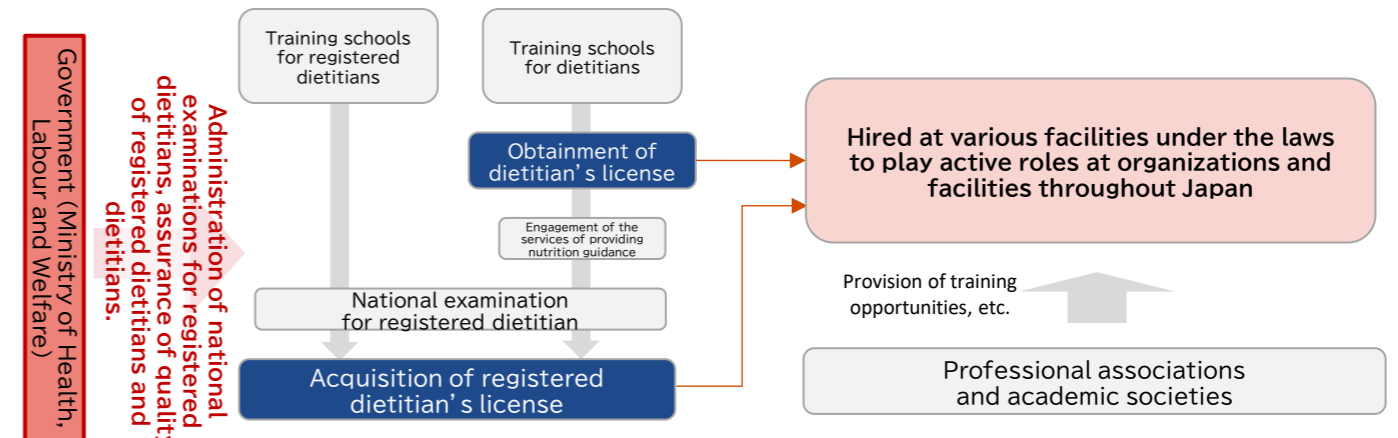 Government (Ministry of Health,
Labour and Welfare)
Administration of national
examinations for registered
dietitians, assurance of quality
of registered dietitians and
dietitians.
Training schools
for registered
dietitians
Training schools
for dietitians
Obtainment of
dietitian's license
Engagement of the
services of providing
nutrition guidance
National examination
for registered dietitian
Acquisition of registered
dietitian's license
Hired at various facilities under the laws
to play active roles at organizations and
facilities throughout Japan
Provision of training
opportunities, etc.
Professional associations
and academic societies